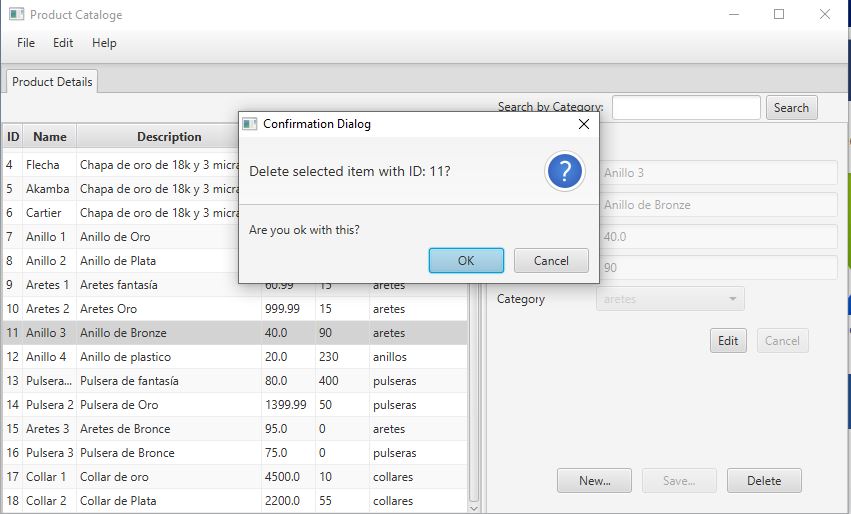 Product Cataloge
File Edit Help
Product Details
Search by Category: Search
ID Name Description
4 Flecha Chapa de oro de 18k y 3 micra
5 Akamba Chapa de oro de 18k y 3 micra
6 Cartier Chapa de oro de 18k y 3 micra
7 Anillo 1 Anillo de Oro
8 Anillo 2 Anillo de Plata
9 Aretes 1 Aretes fantasía 60.99 15 aretes
10 Aretes 2 Aretes Oro 999.99 15 aretes
11 Anillo 3 Anillo de Bronze 40.0 90 aretes
12 Anillo 4 Anillo de plastico 20.0 230 anillos
13 Pulsera... Pulsera de fantasía 80.0 400 pulseras
14 Pulsera 2 Pulsera de Oro 1399.99 50 pulseras
15 Aretes 3 Aretes de Bronce 95.0 0 aretes
16 Pulsera 3 Pulsera de Bronce 75.0 0 pulseras
17 Collar 1 Collar de oro 4500.0 10 collares
18 Collar 2 Collar de Plata 2200.0 55 collares
Confirmation Dialog
Delete selected item with ID: 11?
?
Are you ok with this?
OK Cancel
Anillo 3
Anillo de Bronze
40.0
90
Category aretes
Edit Cancel
New... Save... Delete